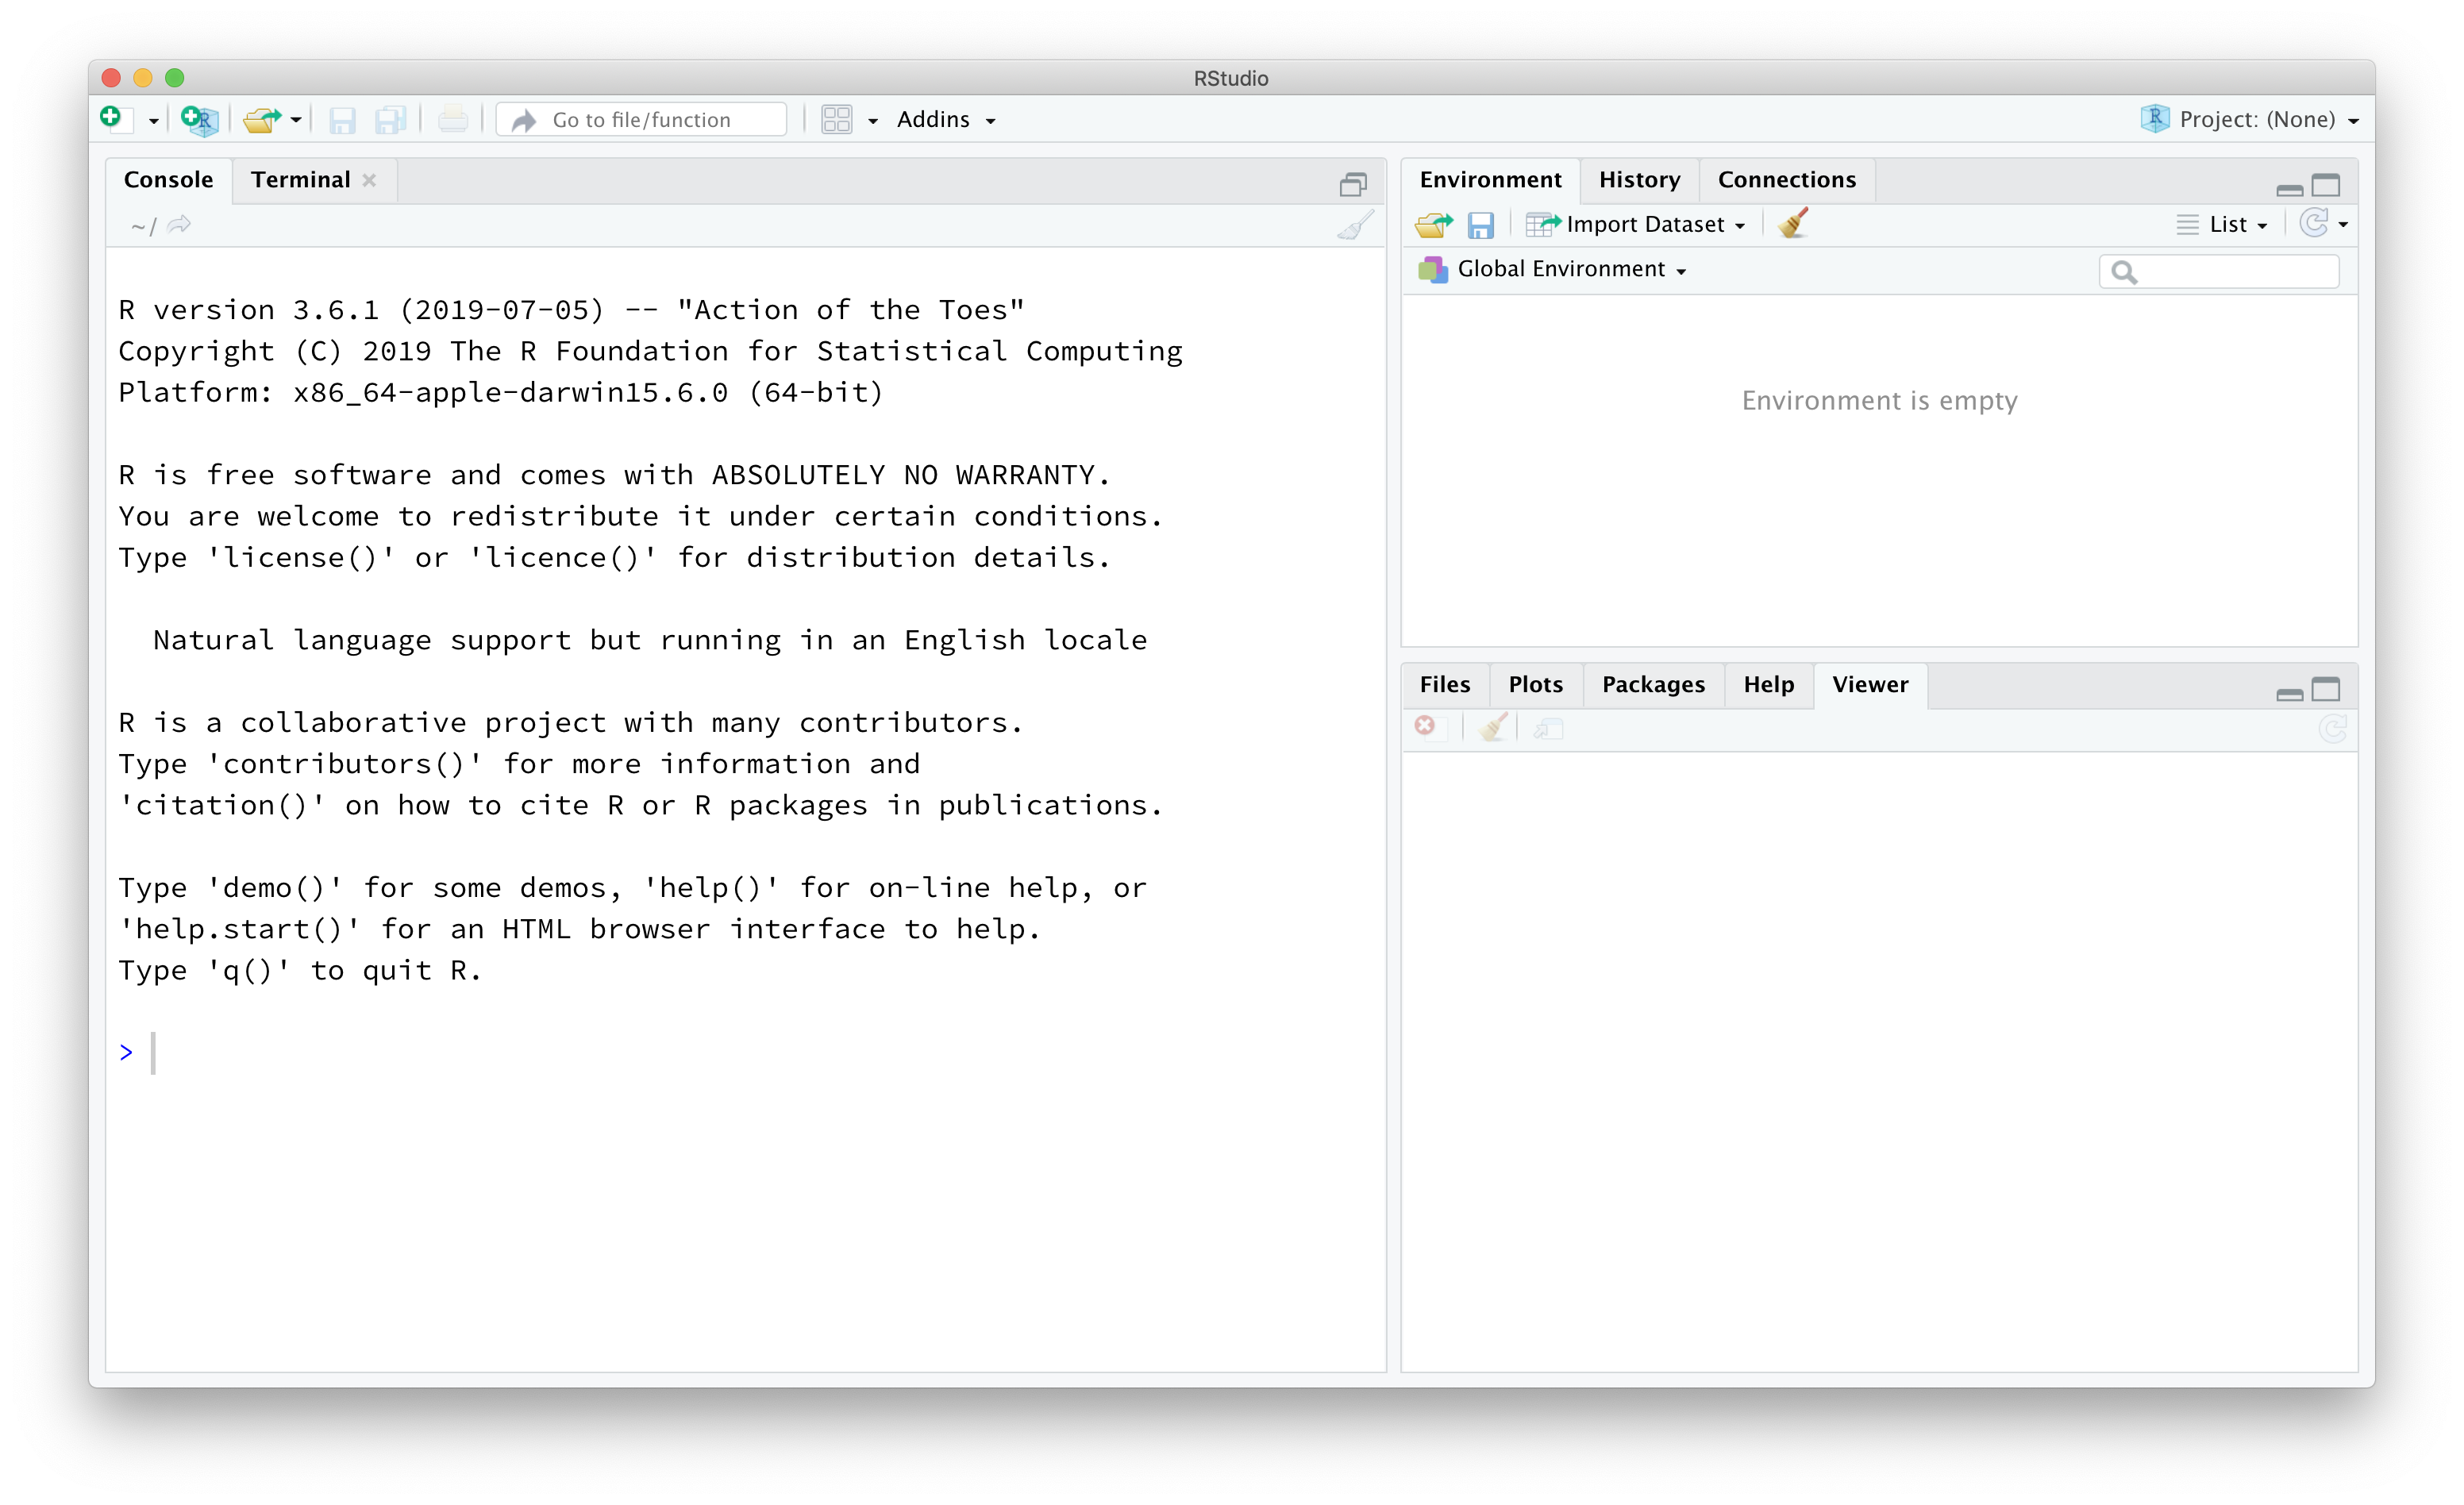 RStudio
Go to file/function
Addins
Project: (None)
Console
Terminal
~/
R version 3.6.1 (2019-07-05) -- "Action of the Toes"
Copyright (C) 2019 The R Foundation for Statistical Computing
Platform: x86_64-apple-darwin15.6.0 (64-bit)
R is free software and comes with ABSOLUTELY NO WARRANTY.
You are welcome to redistribute it under certain conditions.
Type 'license()' or 'licence()' for distribution details.
Natural language support but running in an English locale
R is a collaborative project with many contributors.
Type 'contributors()' for more information and
'citation()' on how to cite R or R packages in publications.
Type 'demo()' for some demos, 'help()' for on-line help, or
'help.start()' for an HTML browser interface to help.
Type 'q()' to quit R.
>
Environment
History
Connections
Import Dataset
List
Global Environment
Environment is empty
Files
Plots
Packages
Help
Viewer